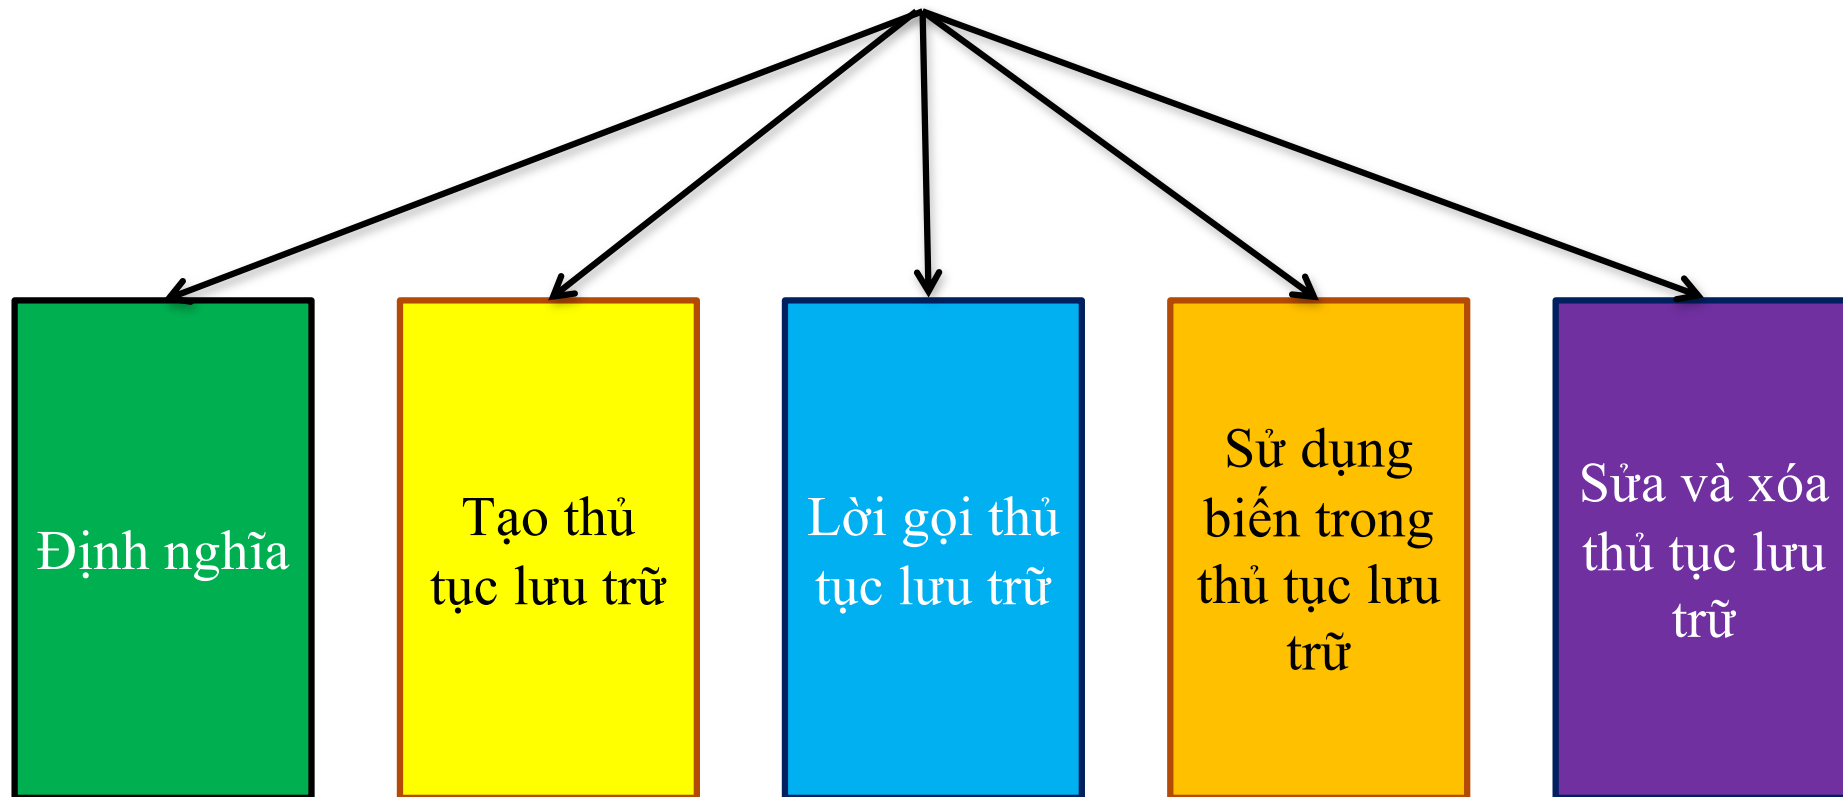 Định nghĩa
Tạo thủ
tục lưu trữ
Lời gọi thủ
tục lưu trữ
Sử dụng
biến trong
thủ tục lưu
trữ
Sửa và xóa
thủ tục lưu
trữ